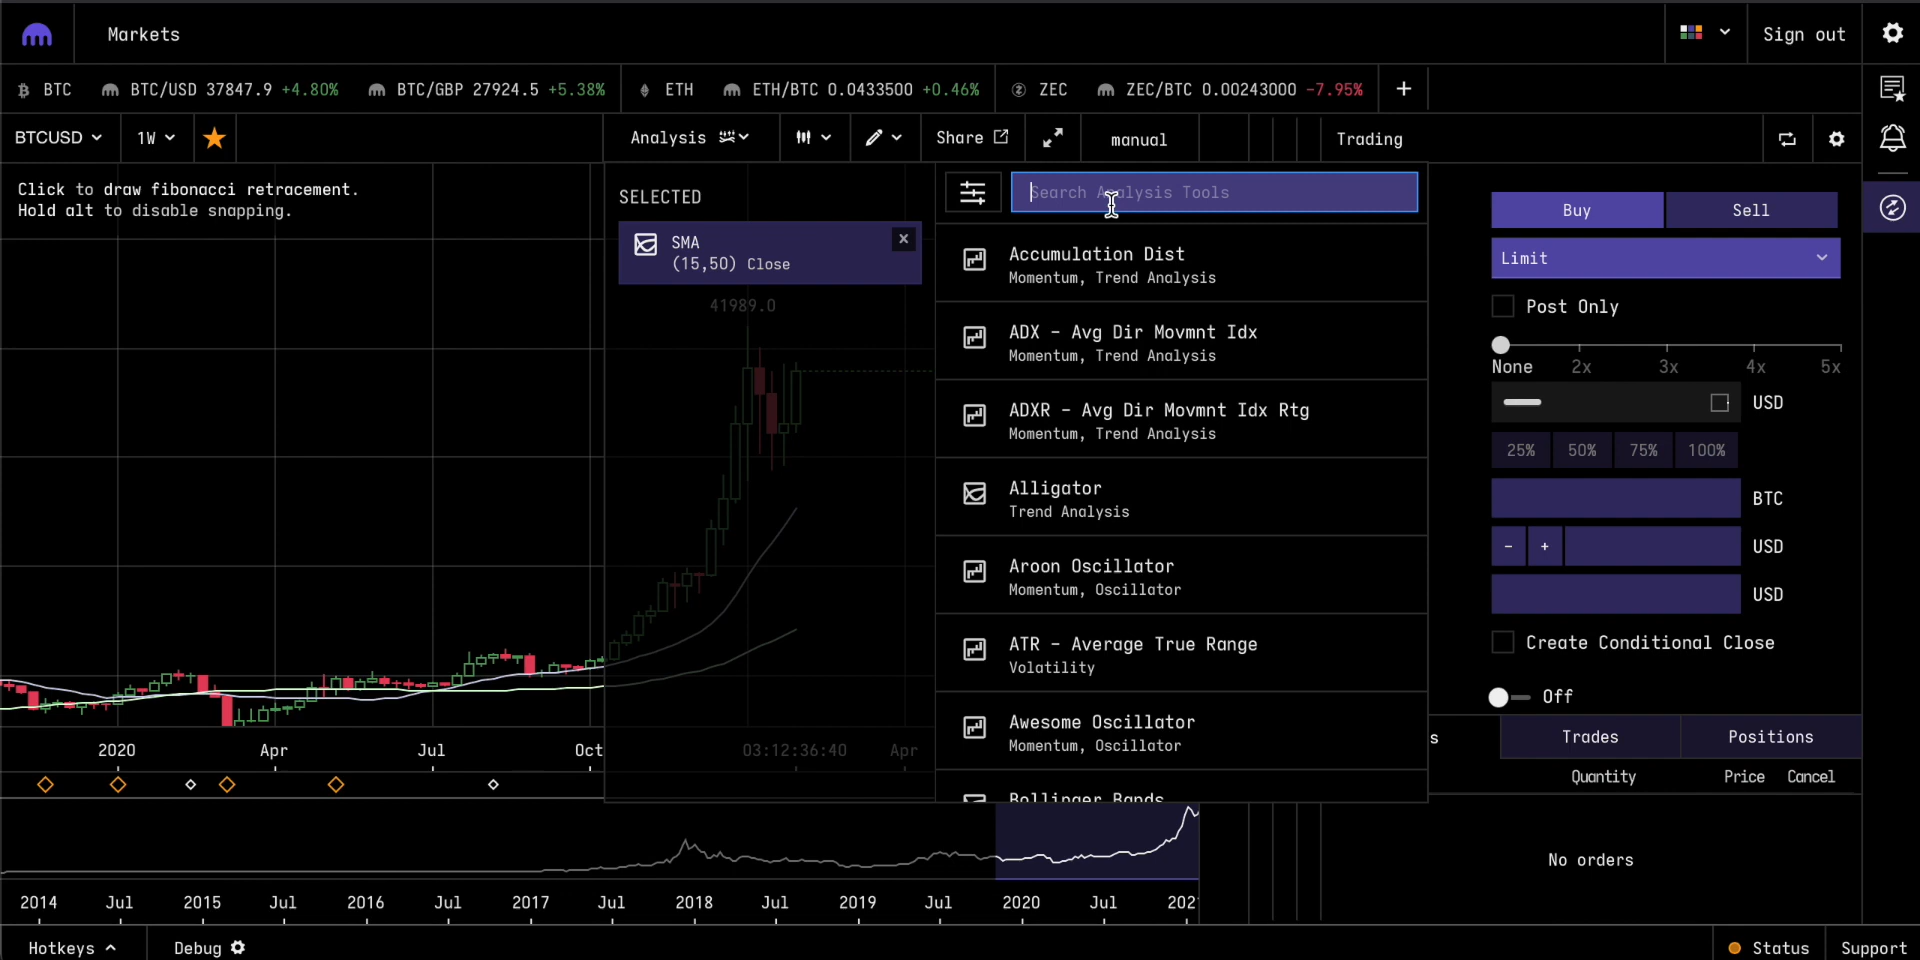 Markets
Sign out
BTC
BTC/USD 37847.9 +4.80%
BTC/GBP 27924.5 +5.38%
ETH
ETH/BTC 0.0433500 +0.46%
ZEC
ZEC/BTC 0.00243000 -7.95%
+
BTCUSD
1W
Analysis
Share
manual
Trading
Click to draw fibonacci retracement.
Hold alt to disable snapping.
SELECTED
SMA
(15,50) Close
41989.0
Search Analysis Tools
Accumulation Dist
Momentum, Trend Analysis
ADX - Avg Dir Movmnt Idx
Momentum, Trend Analysis
ADXR - Avg Dir Movmnt Idx Rtg
Momentum, Trend Analysis
Alligator
Trend Analysis
Aroon Oscillator
Momentum, Oscillator
ATR - Average True Range
Volatility
Awesome Oscillator
Momentum, Oscillator
Bollinger Bands
Buy
Sell
Limit
Post Only
None 2x 3x 4x 5x
USD
25% 50% 75% 100%
BTC
- + USD
USD
Create Conditional Close
Off
s
Trades
Positions
Quantity Price Cancel
No orders
2020 Apr Jul Oct 03:12:36:40 Apr
2014 Jul 2015 Jul 2016 Jul 2017 Jul 2018 Jul 2019 Jul 2020 Jul 202
Hotkeys
Debug
Status
Support